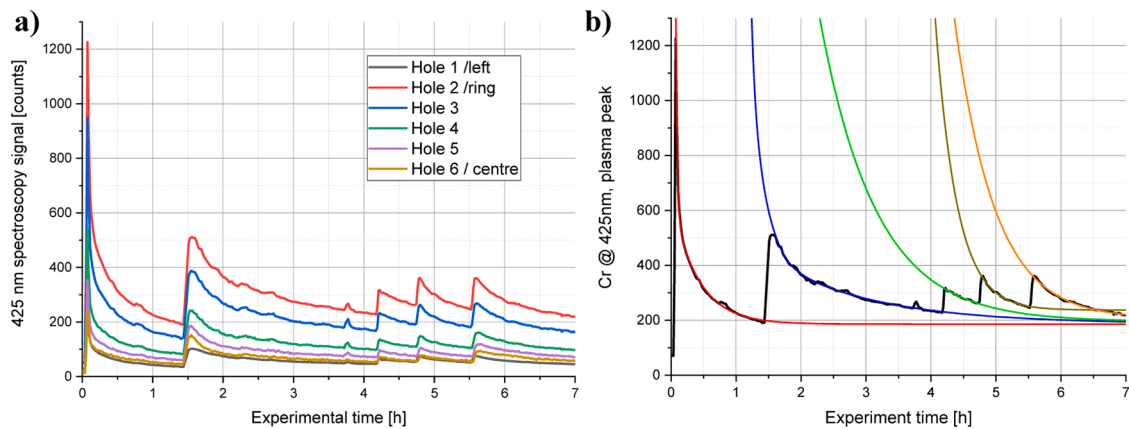 a)
425 nm spectroscopy signal [counts]
1200
1000
800
600
400
200
0
0 1 2 3 4 5 6 7
Experimental time [h]
Hole 1 /left
Hole 2 /ring
Hole 3
Hole 4
Hole 5
Hole 6 / centre
b)
Cr @ 425nm, plasma peak
1200
1000
800
600
400
200
0
0 1 2 3 4 5 6 7
Experiment time [h]